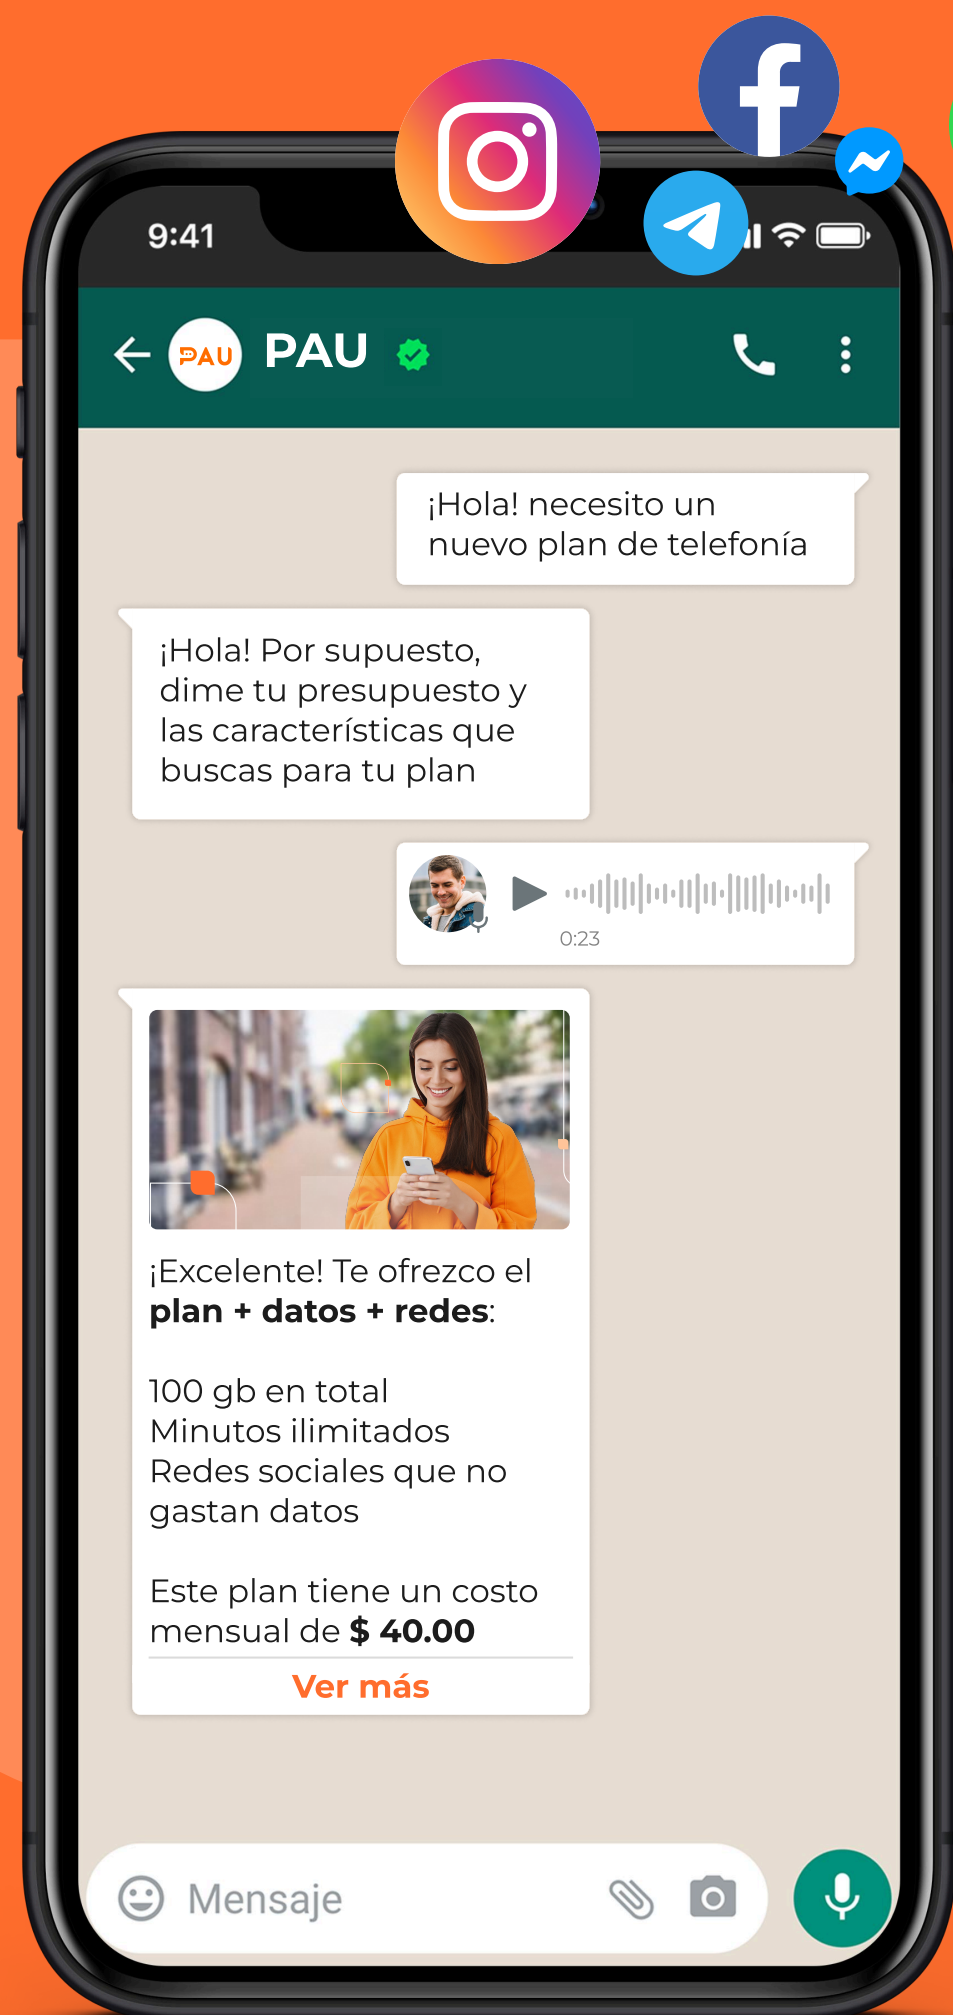 9:41
PAU
PAU
¡Hola! necesito un
nuevo plan de telefonía
¡Hola! Por supuesto,
dime tu presupuesto y
las características que
buscas para tu plan
0:23
¡Excelente! Te ofrezco el
plan + datos + redes:
100 gb en total
Minutos ilimitados
Redes sociales que no
gastan datos
Este plan tiene un costo
mensual de $ 40.00
Ver más
Mensaje